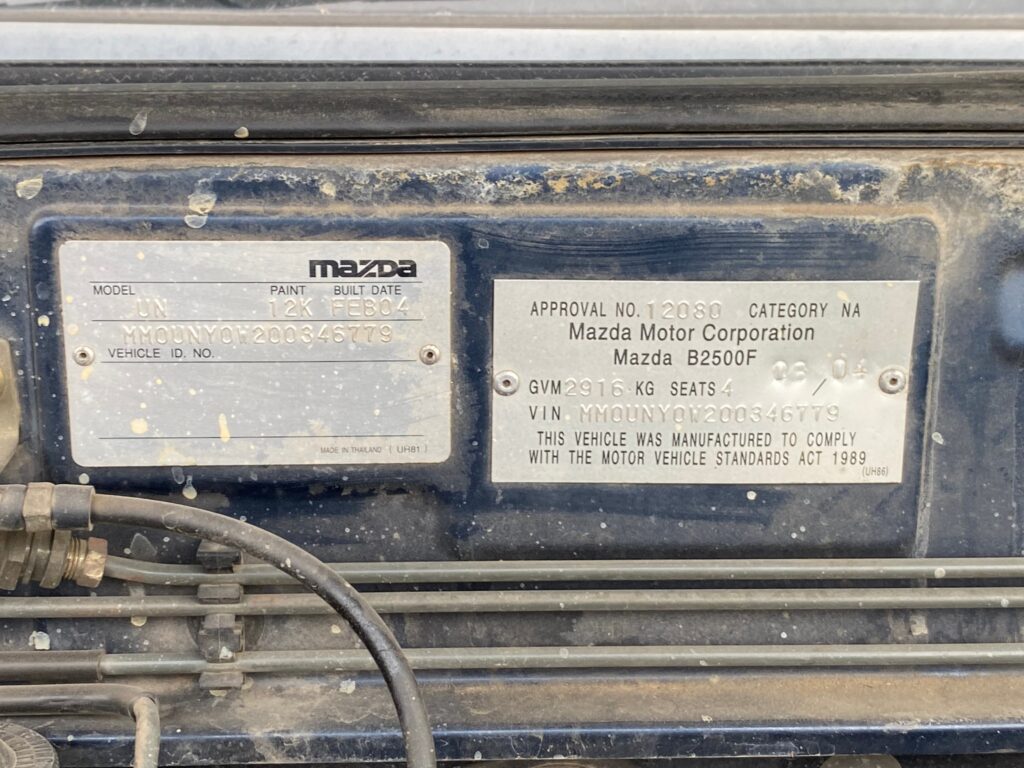 mazda
MODEL PAINT BUILT DATE
UN 12K FEB04
MM0UNY0W200346779
VEHICLE ID. NO.
MADE IN THAILAND ( UH81 )
APPROVAL NO. 12080 CATEGORY NA
Mazda Motor Corporation
Mazda B2500F
03/04
GVM 2916 KG SEATS 4
VIN MM0UNY0W200346779
THIS VEHICLE WAS MANUFACTURED TO COMPLY
WITH THE MOTOR VEHICLE STANDARDS ACT 1989
(UH86)